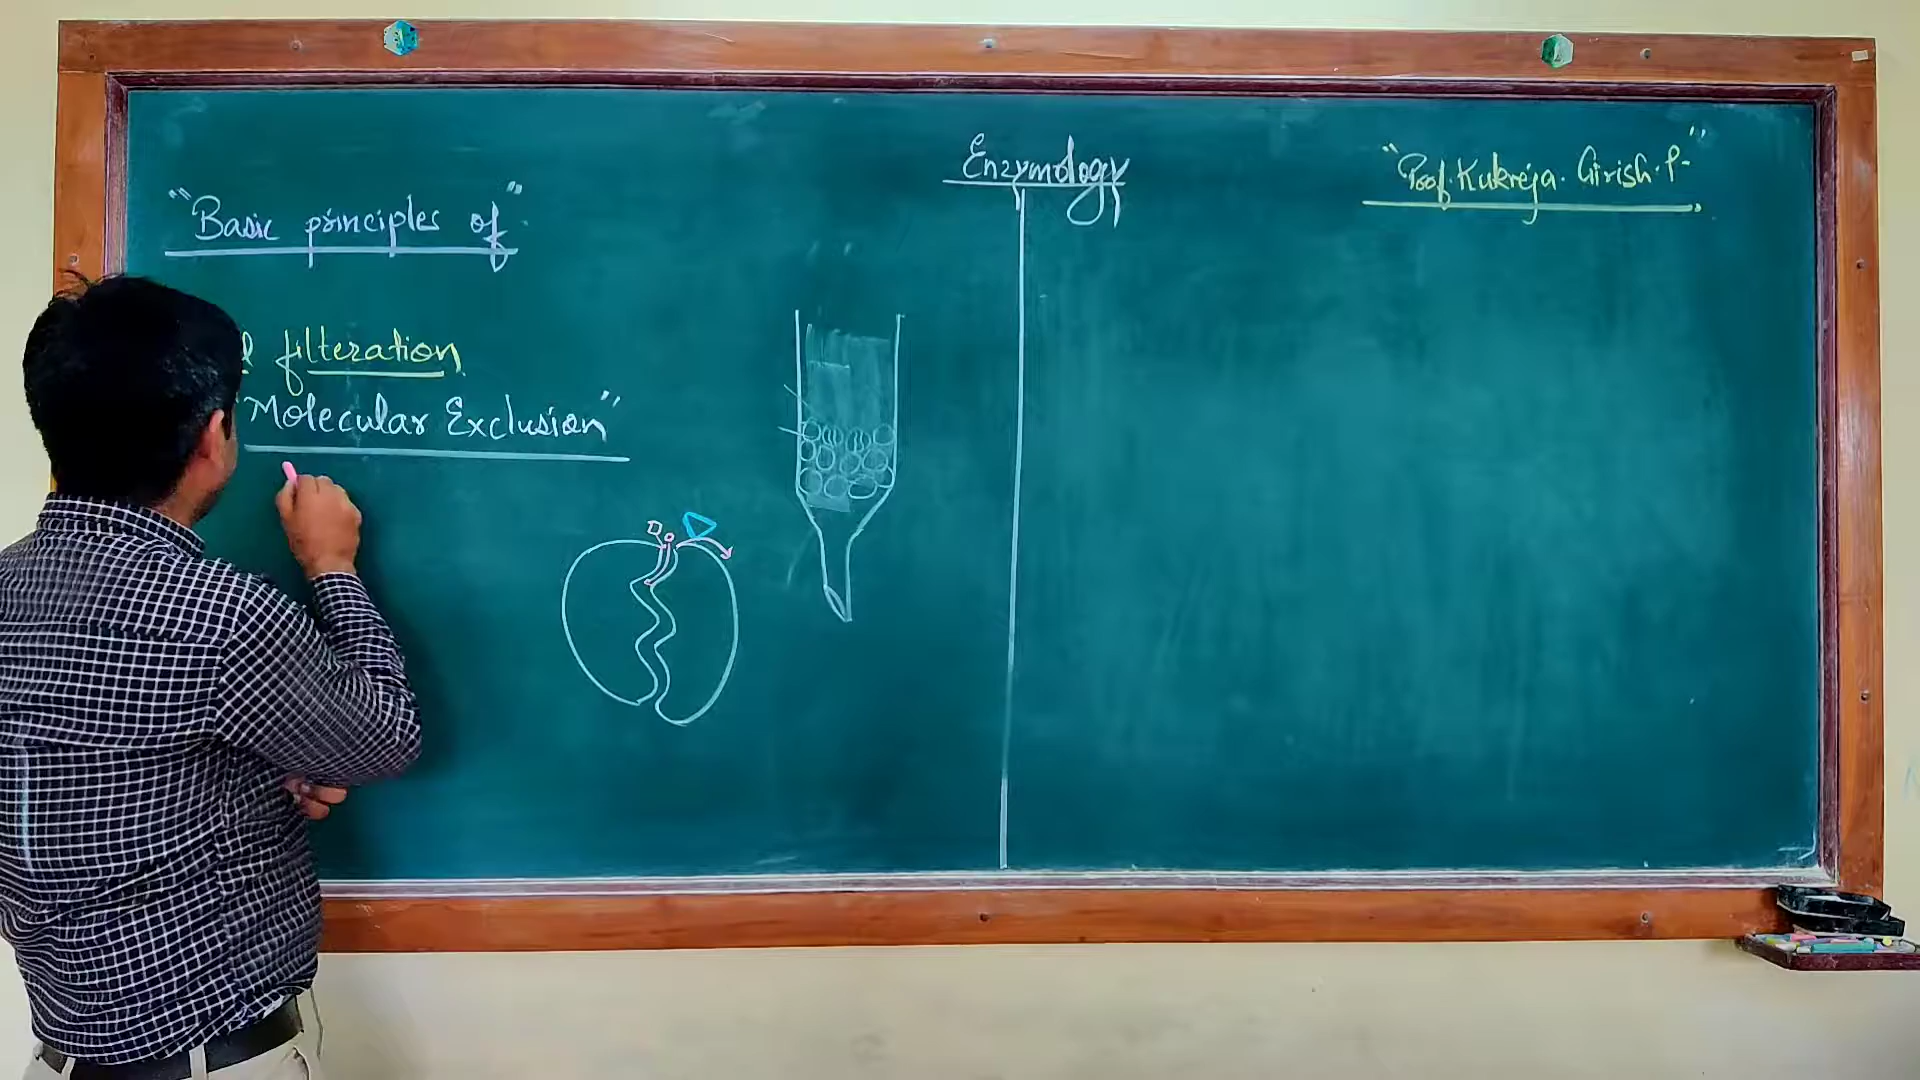 Enzymology
"Prof. Kukreja. Girish. P"
"Basic principles of"
filteration
"Molecular Exclusion"